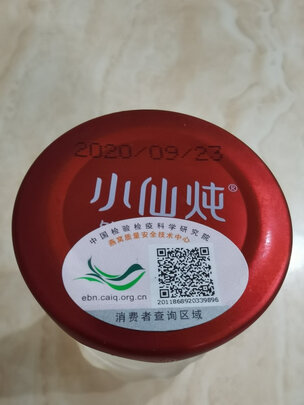 2020/09/23
小仙炖®
中国检验检疫科学研究院
燕窝质量安全技术中心
ebn.caiq.org.cn
2011868920339896
消费者查询区域